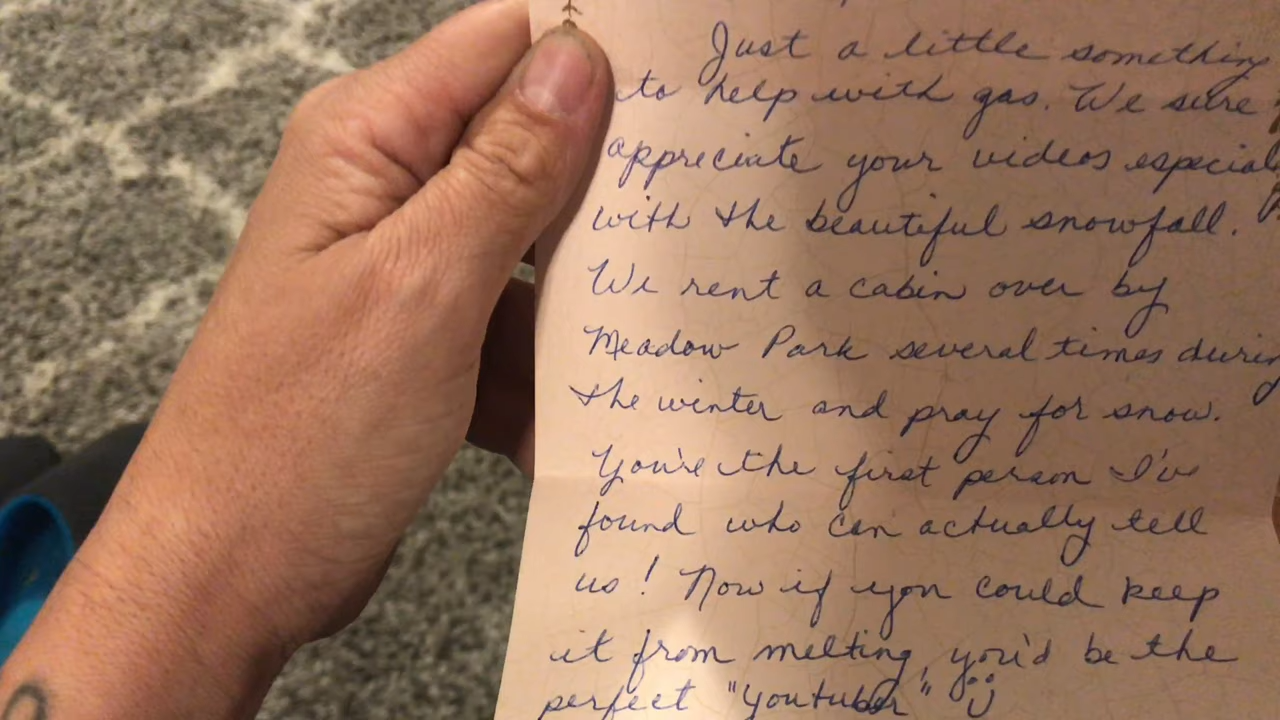 Just a little something
to help with gas. We sure
appreciate your videos especial
with the beautiful snowfall.
We rent a cabin over by
Meadow Park several times durin
the winter and pray for snow.
You're the first person I've
found who can actually tell
us! Now if you could keep
it from melting, you'd be the
perfect "Youtuber" :)